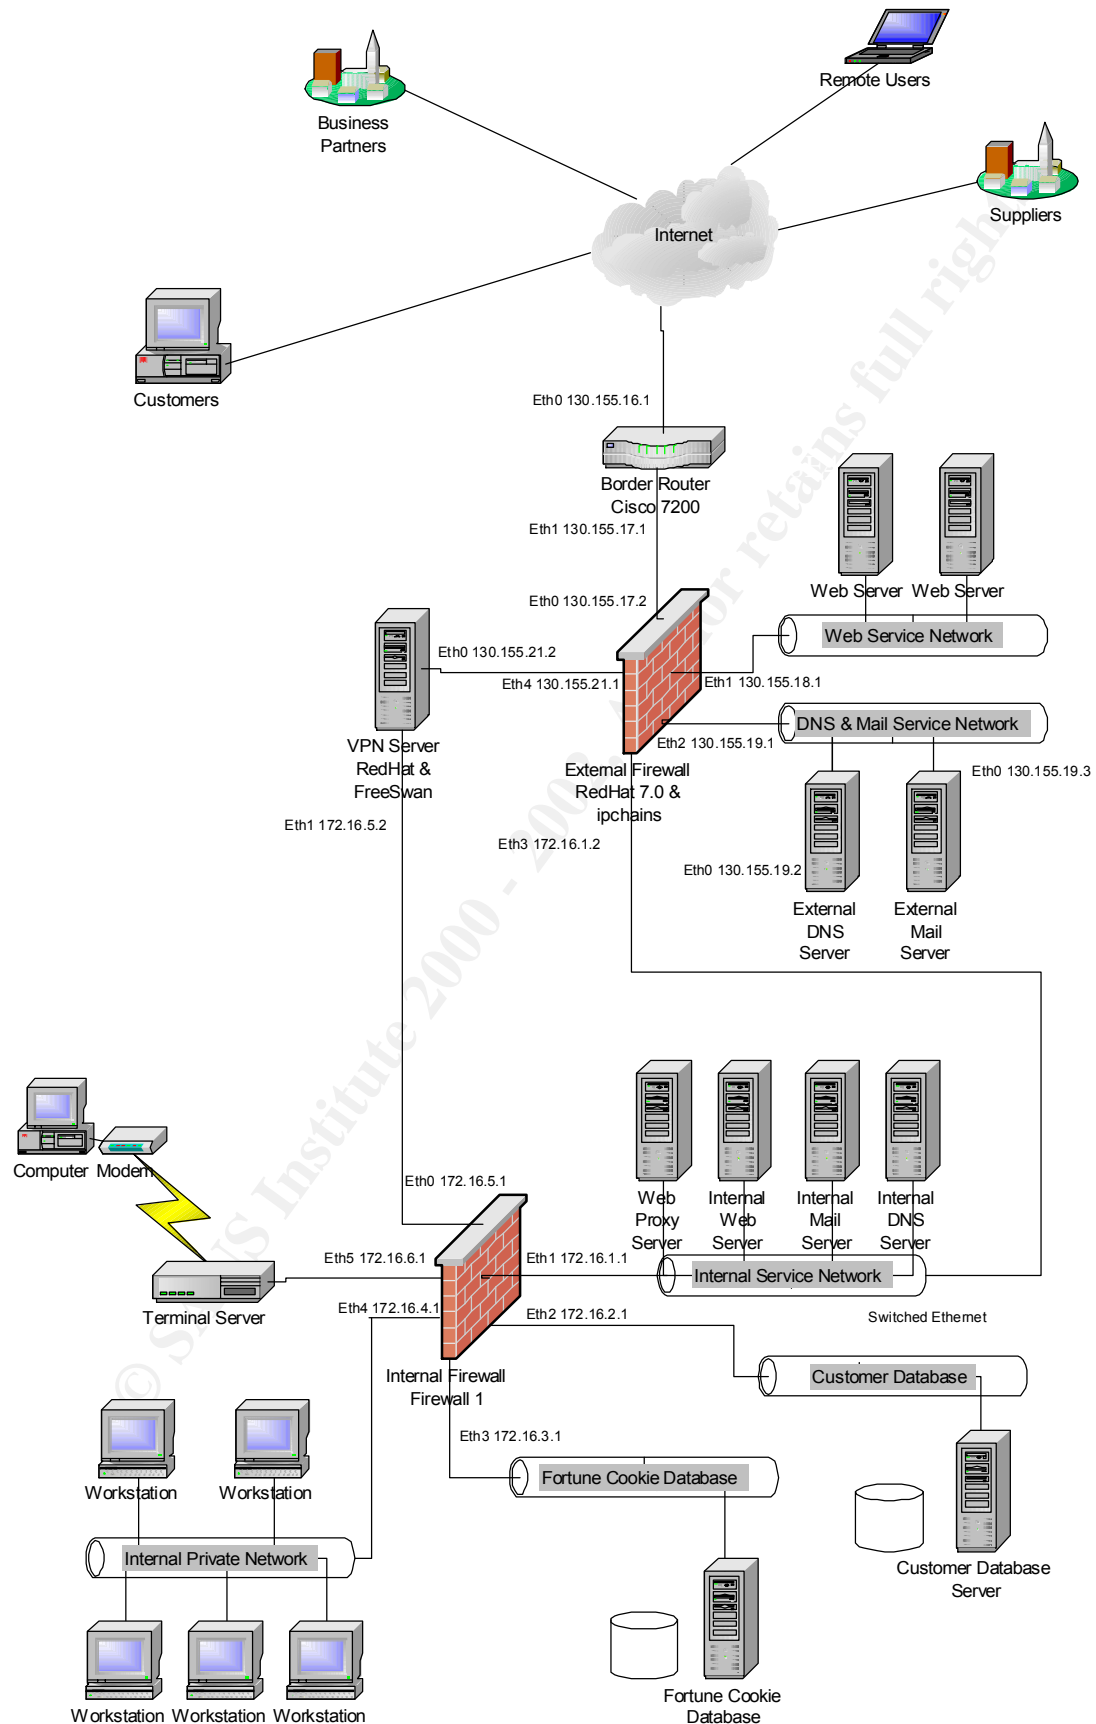 Remote Users
Business
Partners
Suppliers
Internet
Customers
Eth0 130.155.16.1
Border Router
Cisco 7200
Eth1 130.155.17.1
Web Server
Web Server
Eth0 130.155.17.2
Web Service Network
Eth0 130.155.21.2
Eth4 130.155.21.1
Eth1 130.155.18.1
DNS & Mail Service Network
Eth2 130.155.19.1
VPN Server
RedHat &
FreeSwan
External Firewall
RedHat 7.0 &
ipchains
Eth0 130.155.19.3
Eth1 172.16.5.2
Eth3 172.16.1.2
Eth0 130.155.19.2
External
DNS
Server
External
Mail
Server
Computer
Modem
Eth0 172.16.5.1
Web
Proxy
Server
Internal
Web
Server
Internal
Mail
Server
Internal
DNS
Server
Eth5 172.16.6.1
Eth1 172.16.1.1
Internal Service Network
Terminal Server
Eth4 172.16.4.1
Eth2 172.16.2.1
Switched Ethernet
Internal Firewall
Firewall 1
Customer Database
Eth3 172.16.3.1
Workstation
Workstation
Fortune Cookie Database
Internal Private Network
Customer Database
Server
Workstation
Workstation
Workstation
Fortune Cookie
Database
© SANS Institute 2000 - 2002, Author retains full righ